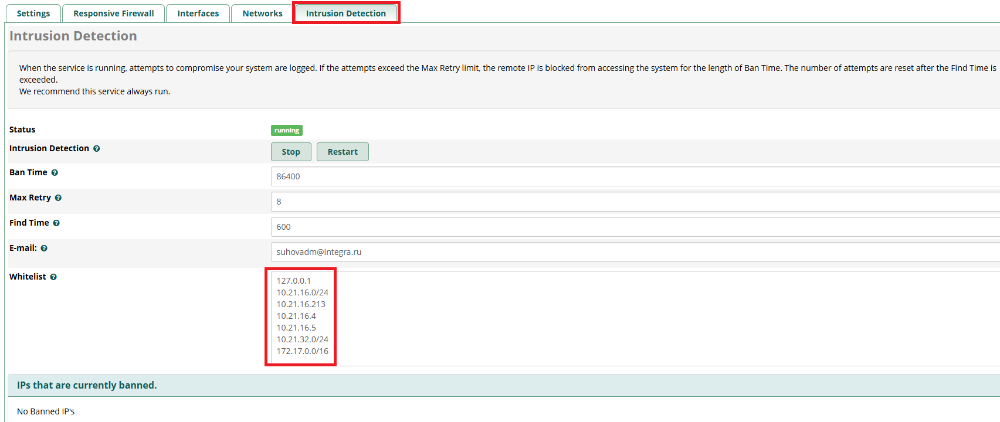 Settings
Responsive Firewall
Interfaces
Networks
Intrusion Detection
Intrusion Detection
When the service is running, attempts to compromise your system are logged. If the attempts exceed the Max Retry limit, the remote IP is blocked from accessing the system for the length of Ban Time. The number of attempts are reset after the Find Time is
exceeded.
We recommend this service always run.
Status
running
Intrusion Detection
Stop
Restart
Ban Time
86400
Max Retry
8
Find Time
600
E-mail:
suhovadm@integra.ru
Whitelist
127.0.0.1
10.21.16.0/24
10.21.16.213
10.21.16.4
10.21.16.5
10.21.32.0/24
172.17.0.0/16
IPs that are currently banned.
No Banned IP's